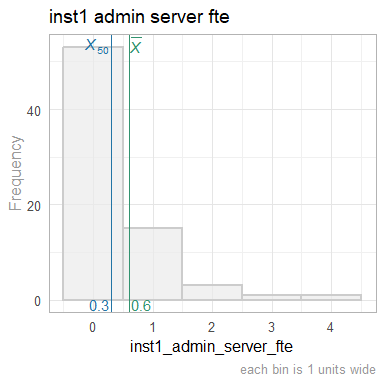 inst1 admin server fte
X50 X̅
Frequency
40
20
0
0.3 0.6
0 1 2 3 4
inst1_admin_server_fte
each bin is 1 units wide